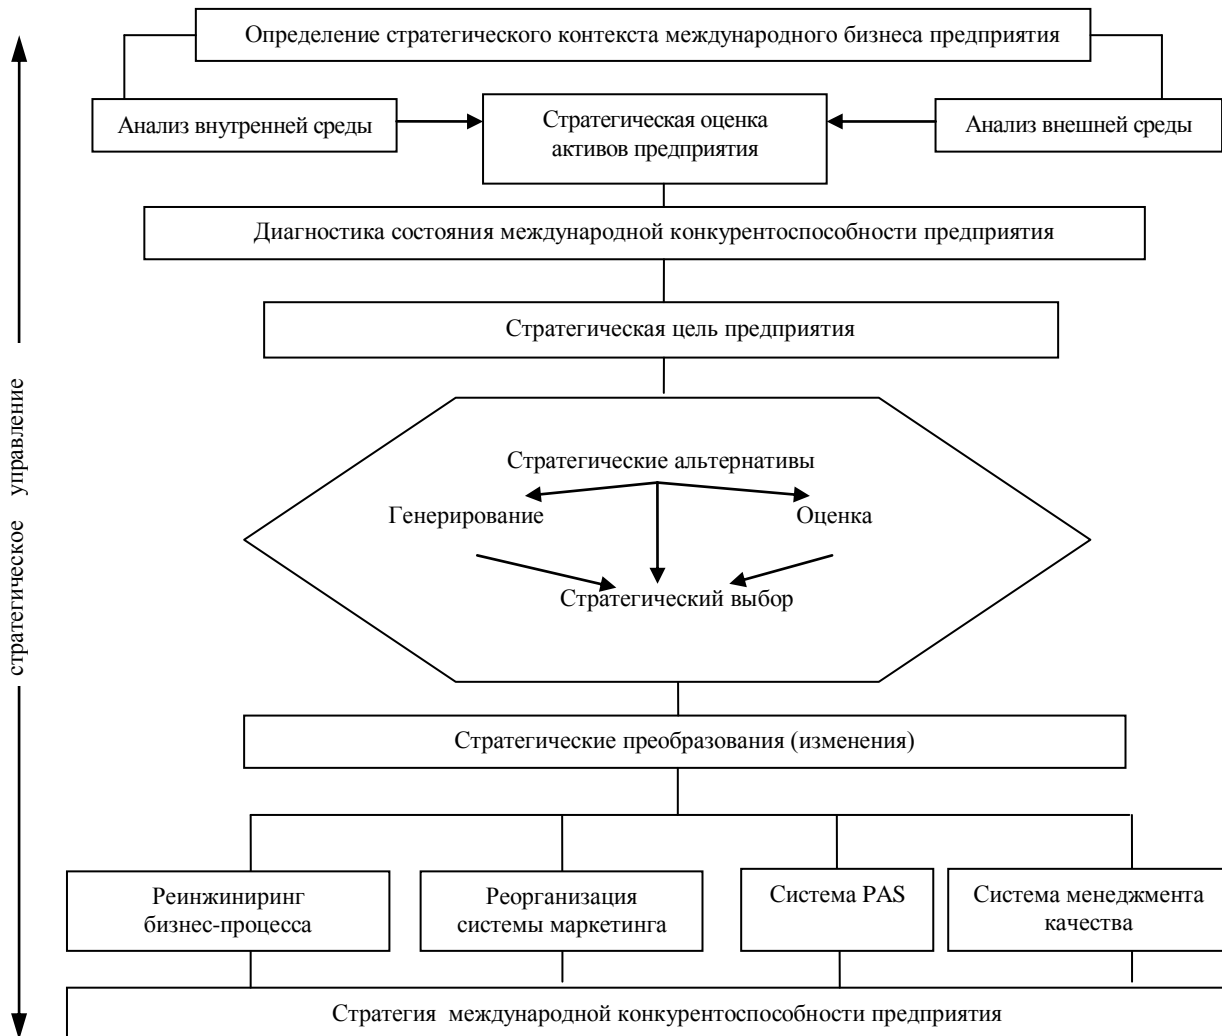 Определение стратегического контекста международного бизнеса предприятия
Анализ внутренней среды
Стратегическая оценка
активов предприятия
Анализ внешней среды
Диагностика состояния международной конкурентоспособности предприятия
Стратегическая цель предприятия
стратегическое управление
Стратегические альтернативы
Генерирование
Оценка
Стратегический выбор
Стратегические преобразования (изменения)
Реинжиниринг
бизнес-процесса
Реорганизация
системы маркетинга
Система PAS
Система менеджмента
качества
Стратегия международной конкурентоспособности предприятия